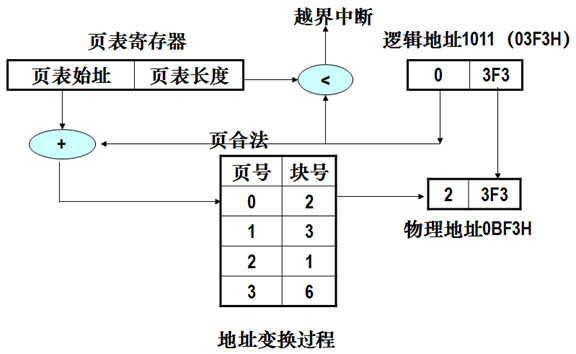 越界中断
页表寄存器
逻辑地址1011（03F3H）
页表始址 页表长度
<
0 3F3
+
页合法
页号 块号
0 2
1 3
2 1
3 6
2 3F3
物理地址0BF3H
地址变换过程